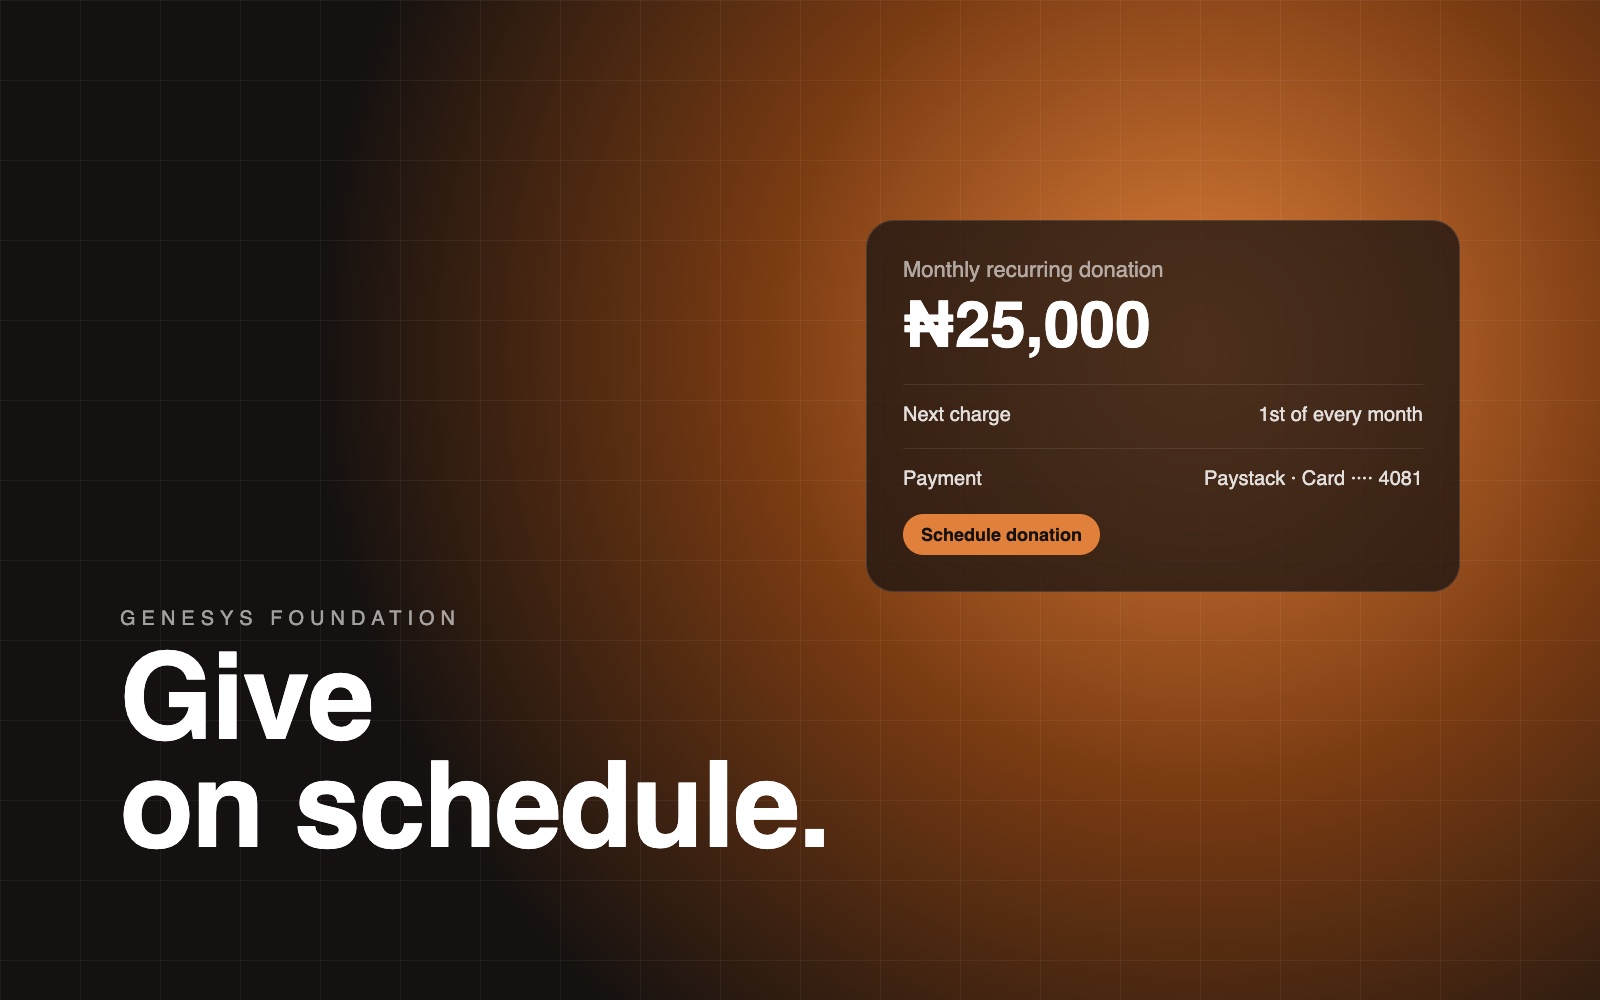 Monthly recurring donation
₦25,000
Next charge 1st of every month
Payment Paystack · Card ···· 4081
Schedule donation
GENESYS FOUNDATION
Give
on schedule.